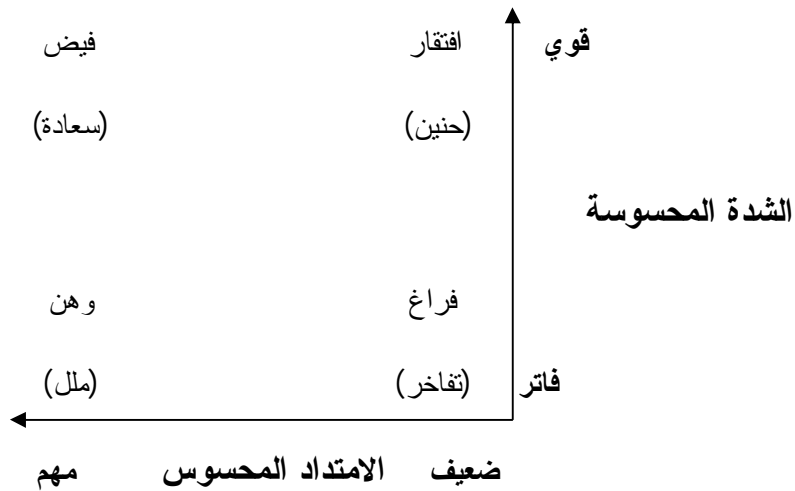 قوي افتقار فيض
(حنين) (سعادة)
الشدة المحسوسة
فراغ وهن
فاتر (تفاخر) (ملل)
ضعيف الامتداد المحسوس مهم